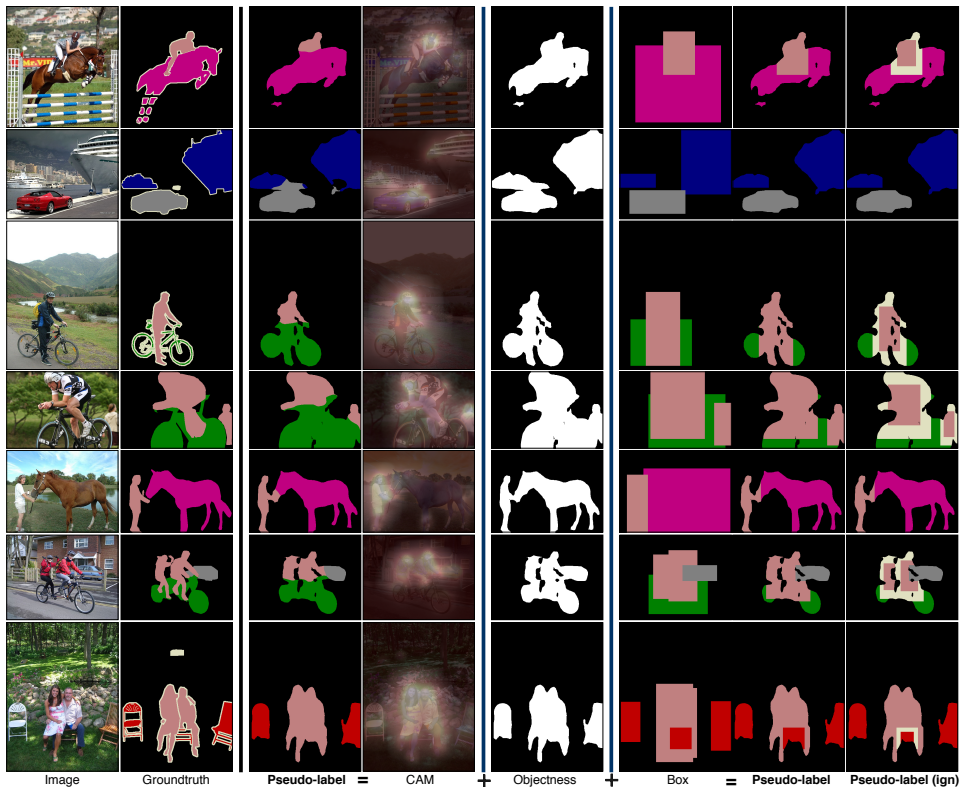 Image Groundtruth Pseudo-label = CAM + Objectness + Box = Pseudo-label Pseudo-label (ign)